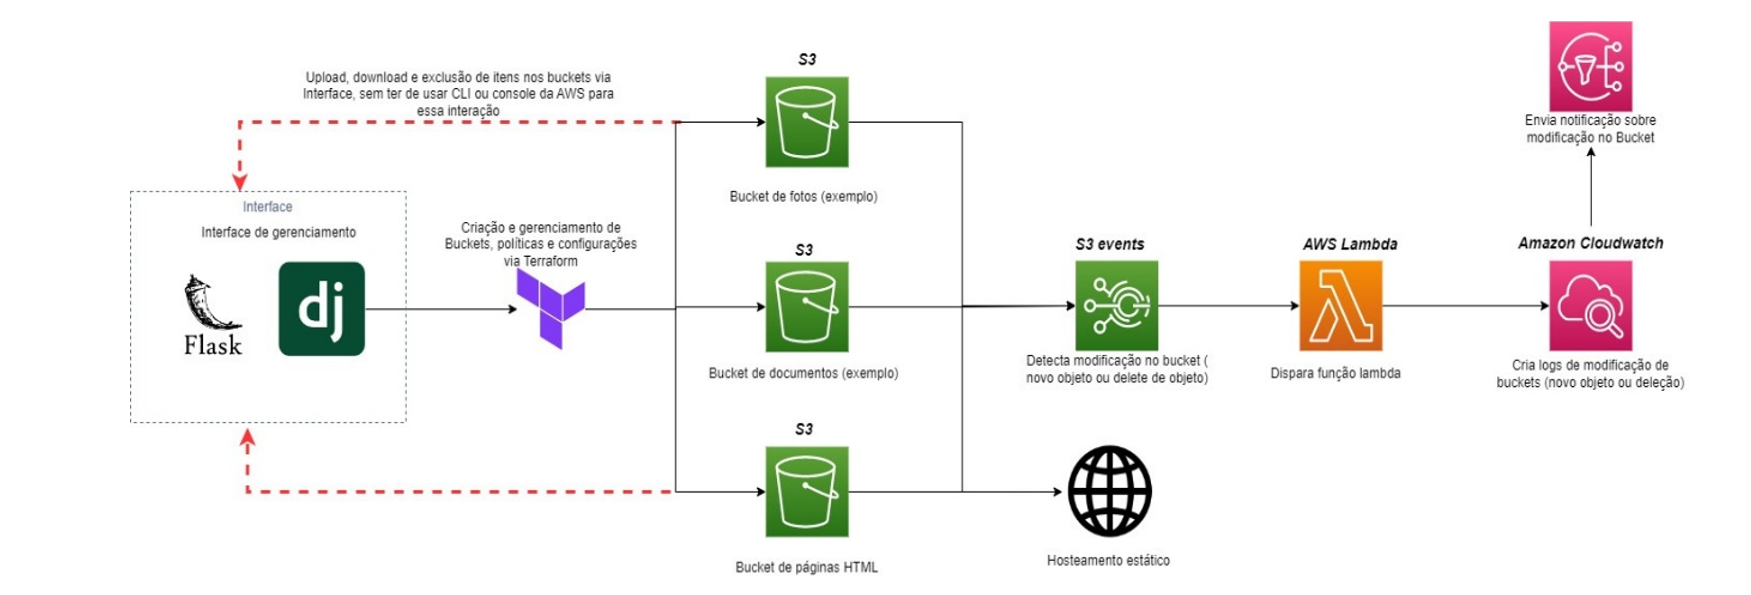 Upload, download e exclusão de itens nos buckets via
Interface, sem ter de usar CLI ou console da AWS para
essa interação
Interface
Interface de gerenciamento
Flask
dj
Criação e gerenciamento de
Buckets, políticas e configurações
via Terraform
S3
Bucket de fotos (exemplo)
S3
Bucket de documentos (exemplo)
S3
Bucket de páginas HTML
S3 events
Detecta modificação no bucket (
novo objeto ou delete de objeto)
Hosteamento estático
AWS Lambda
Dispara função lambda
Envia notificação sobre
modificação no Bucket
Amazon Cloudwatch
Cria logs de modificação de
buckets (novo objeto ou deleção)